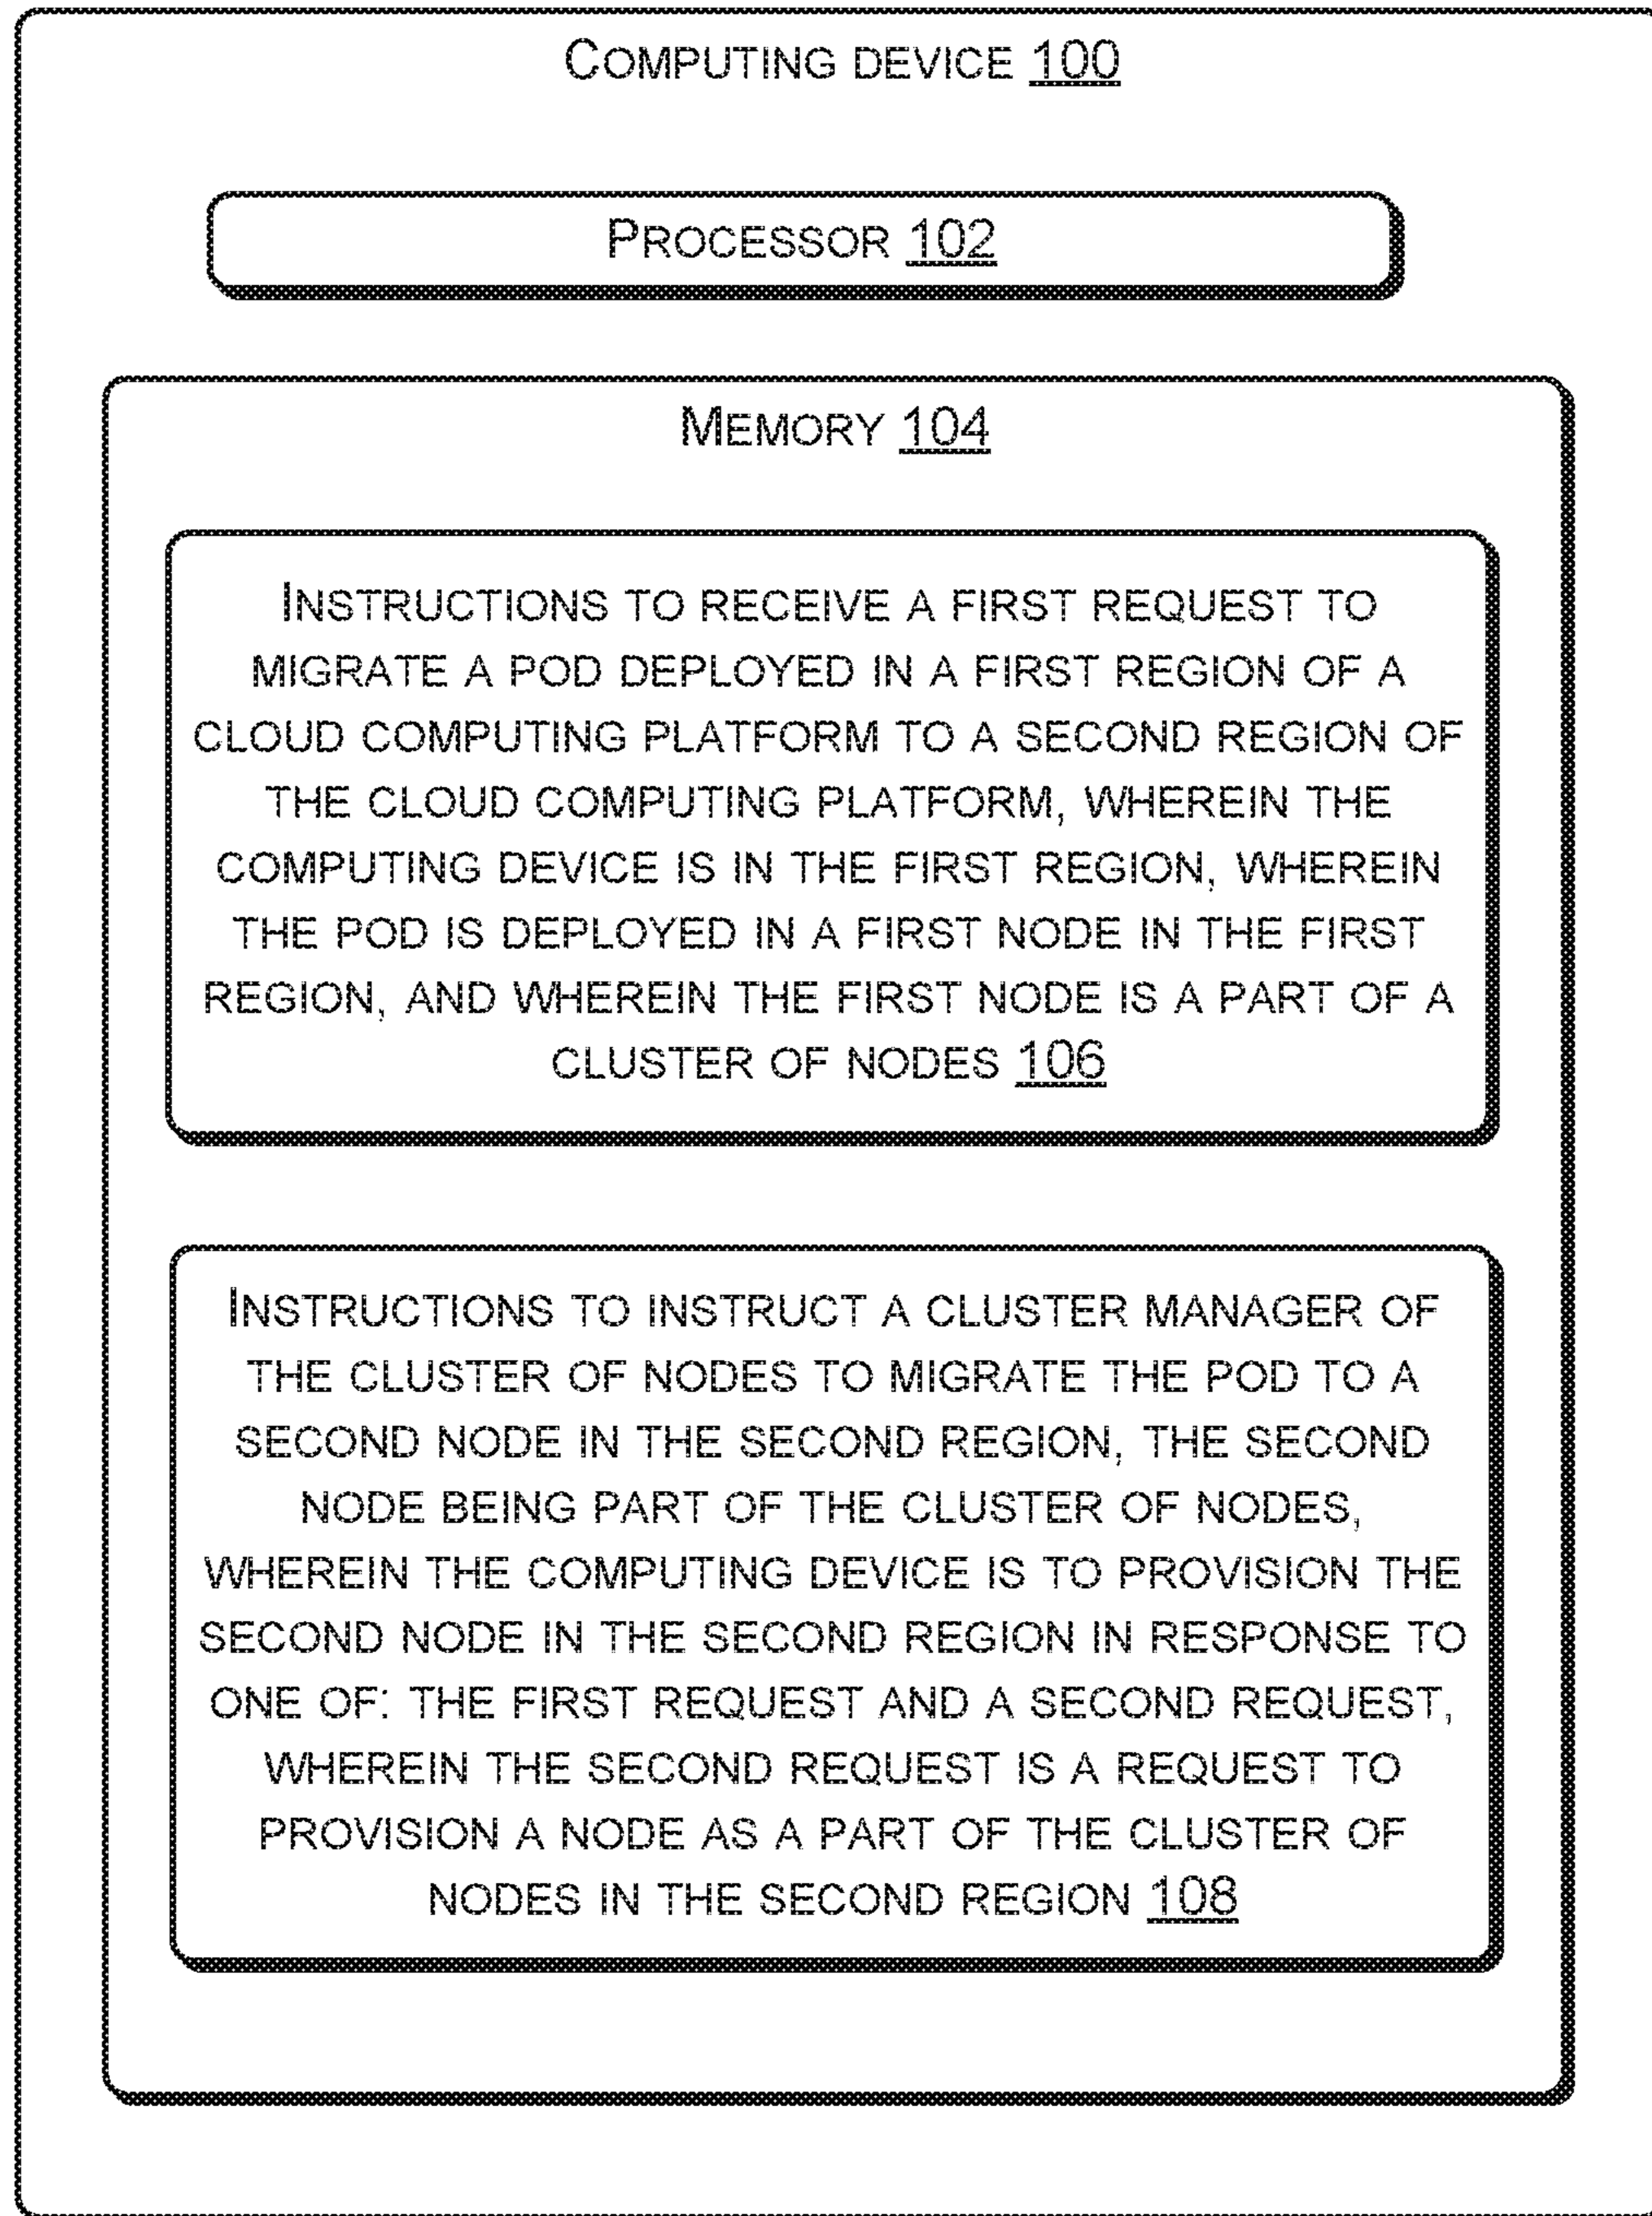 COMPUTING DEVICE 100
PROCESSOR 102
MEMORY 104
INSTRUCTIONS TO RECEIVE A FIRST REQUEST TO
MIGRATE A POD DEPLOYED IN A FIRST REGION OF A
CLOUD COMPUTING PLATFORM TO A SECOND REGION OF
THE CLOUD COMPUTING PLATFORM, WHEREIN THE
COMPUTING DEVICE IS IN THE FIRST REGION, WHEREIN
THE POD IS DEPLOYED IN A FIRST NODE IN THE FIRST
REGION, AND WHEREIN THE FIRST NODE IS A PART OF A
CLUSTER OF NODES 106
INSTRUCTIONS TO INSTRUCT A CLUSTER MANAGER OF
THE CLUSTER OF NODES TO MIGRATE THE POD TO A
SECOND NODE IN THE SECOND REGION, THE SECOND
NODE BEING PART OF THE CLUSTER OF NODES,
WHEREIN THE COMPUTING DEVICE IS TO PROVISION THE
SECOND NODE IN THE SECOND REGION IN RESPONSE TO
ONE OF: THE FIRST REQUEST AND A SECOND REQUEST,
WHEREIN THE SECOND REQUEST IS A REQUEST TO
PROVISION A NODE AS A PART OF THE CLUSTER OF
NODES IN THE SECOND REGION 108